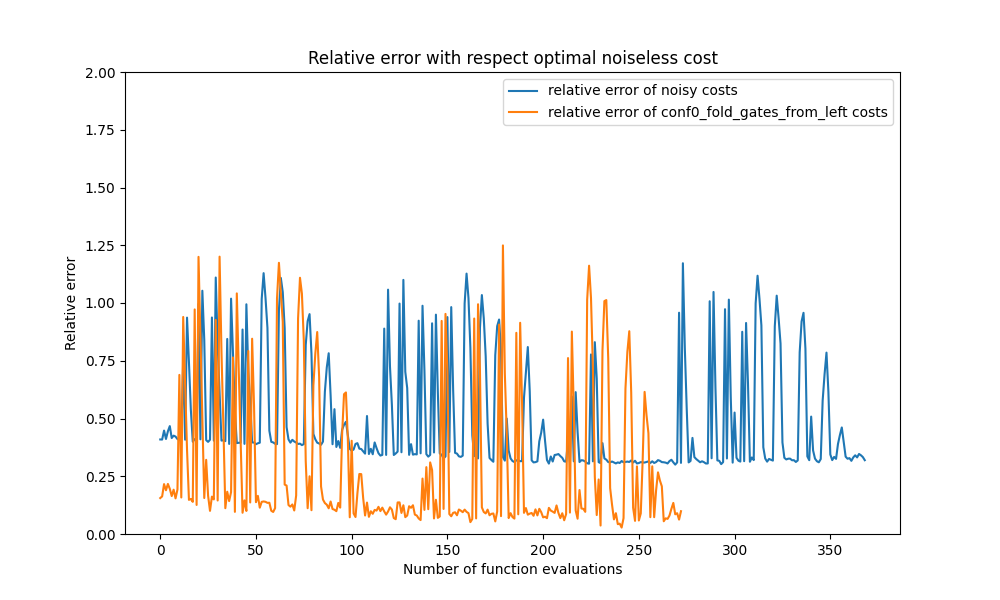 Relative error with respect optimal noiseless cost
relative error of noisy costs
relative error of conf0_fold_gates_from_left costs
2.00
1.75
1.50
1.25
1.00
0.75
0.50
0.25
0.00
Relative error
0 50 100 150 200 250 300 350
Number of function evaluations